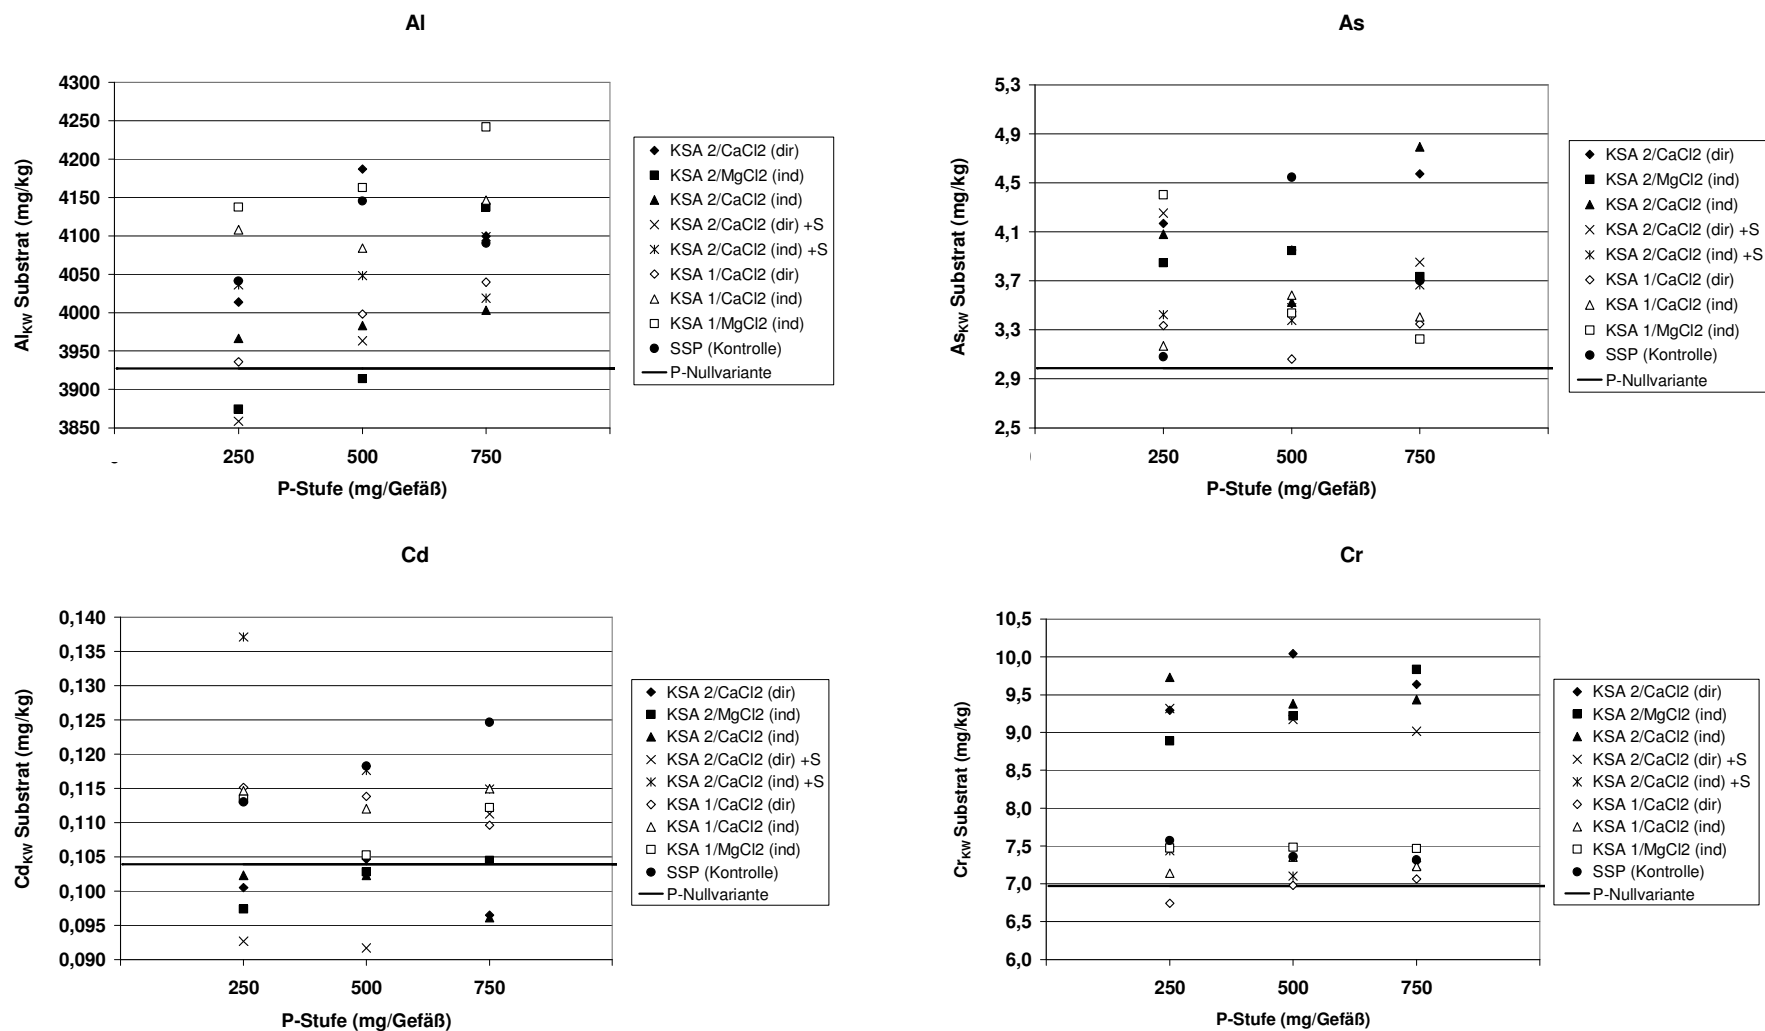 Al
4300
4250
4200
4150
4100
4050
4000
3950
3900
3850
250 500 750
P-Stufe (mg/Gefäß)
AlKW Substrat (mg/kg)
KSA 2/CaCl2 (dir)
KSA 2/MgCl2 (ind)
KSA 2/CaCl2 (ind)
KSA 2/CaCl2 (dir) +S
KSA 2/CaCl2 (ind) +S
KSA 1/CaCl2 (dir)
KSA 1/CaCl2 (ind)
KSA 1/MgCl2 (ind)
SSP (Kontrolle)
P-Nullvariante
As
5,3
4,9
4,5
4,1
3,7
3,3
2,9
2,5
250 500 750
P-Stufe (mg/Gefäß)
AsKW Substrat (mg/kg)
KSA 2/CaCl2 (dir)
KSA 2/MgCl2 (ind)
KSA 2/CaCl2 (ind)
KSA 2/CaCl2 (dir) +S
KSA 2/CaCl2 (ind) +S
KSA 1/CaCl2 (dir)
KSA 1/CaCl2 (ind)
KSA 1/MgCl2 (ind)
SSP (Kontrolle)
P-Nullvariante
Cd
0,140
0,135
0,130
0,125
0,120
0,115
0,110
0,105
0,100
0,095
0,090
250 500 750
P-Stufe (mg/Gefäß)
CdKW Substrat (mg/kg)
KSA 2/CaCl2 (dir)
KSA 2/MgCl2 (ind)
KSA 2/CaCl2 (ind)
KSA 2/CaCl2 (dir) +S
KSA 2/CaCl2 (ind) +S
KSA 1/CaCl2 (dir)
KSA 1/CaCl2 (ind)
KSA 1/MgCl2 (ind)
SSP (Kontrolle)
P-Nullvariante
Cr
10,5
10,0
9,5
9,0
8,5
8,0
7,5
7,0
6,5
6,0
250 500 750
P-Stufe (mg/Gefäß)
CrKW Substrat (mg/kg)
KSA 2/CaCl2 (dir)
KSA 2/MgCl2 (ind)
KSA 2/CaCl2 (ind)
KSA 2/CaCl2 (dir) +S
KSA 2/CaCl2 (ind) +S
KSA 1/CaCl2 (dir)
KSA 1/CaCl2 (ind)
KSA 1/MgCl2 (ind)
SSP (Kontrolle)
P-Nullvariante